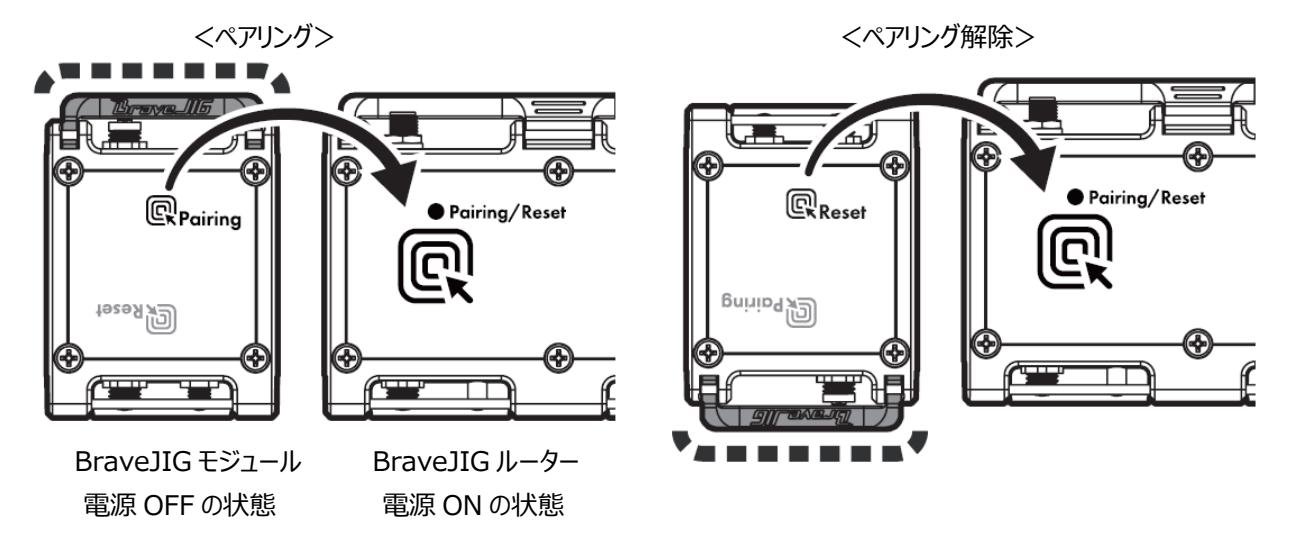 ＜ペアリング＞
BraveJIG
Pairing
Reset
Pairing/Reset
BraveJIG モジュール
電源 OFF の状態
BraveJIG ルーター
電源 ON の状態
＜ペアリング解除＞
Reset
Pairing
BraveJIG
Pairing/Reset